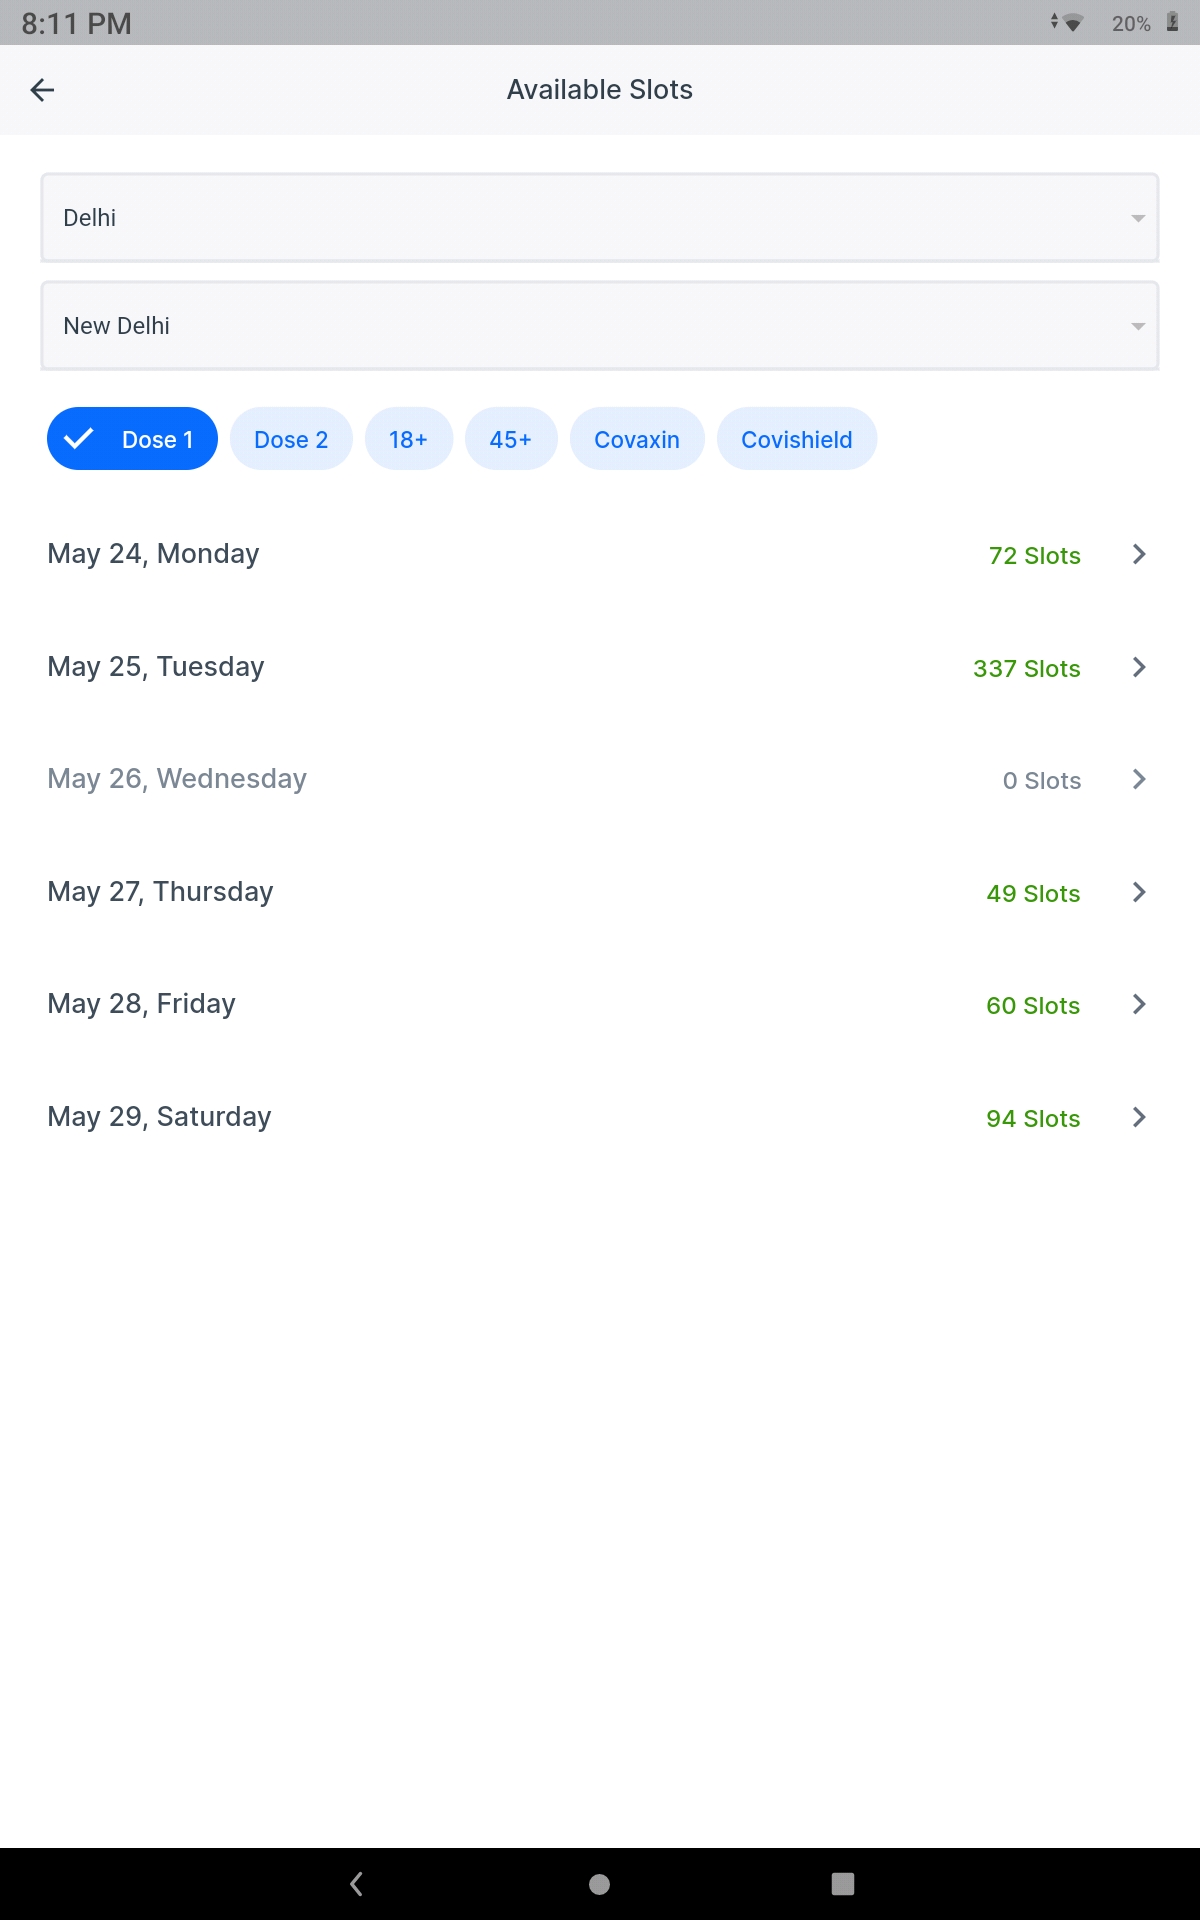 8:11 PM 20%
Available Slots
Delhi
New Delhi
Dose 1 Dose 2 18+ 45+ Covaxin Covishield
May 24, Monday 72 Slots
May 25, Tuesday 337 Slots
May 26, Wednesday 0 Slots
May 27, Thursday 49 Slots
May 28, Friday 60 Slots
May 29, Saturday 94 Slots